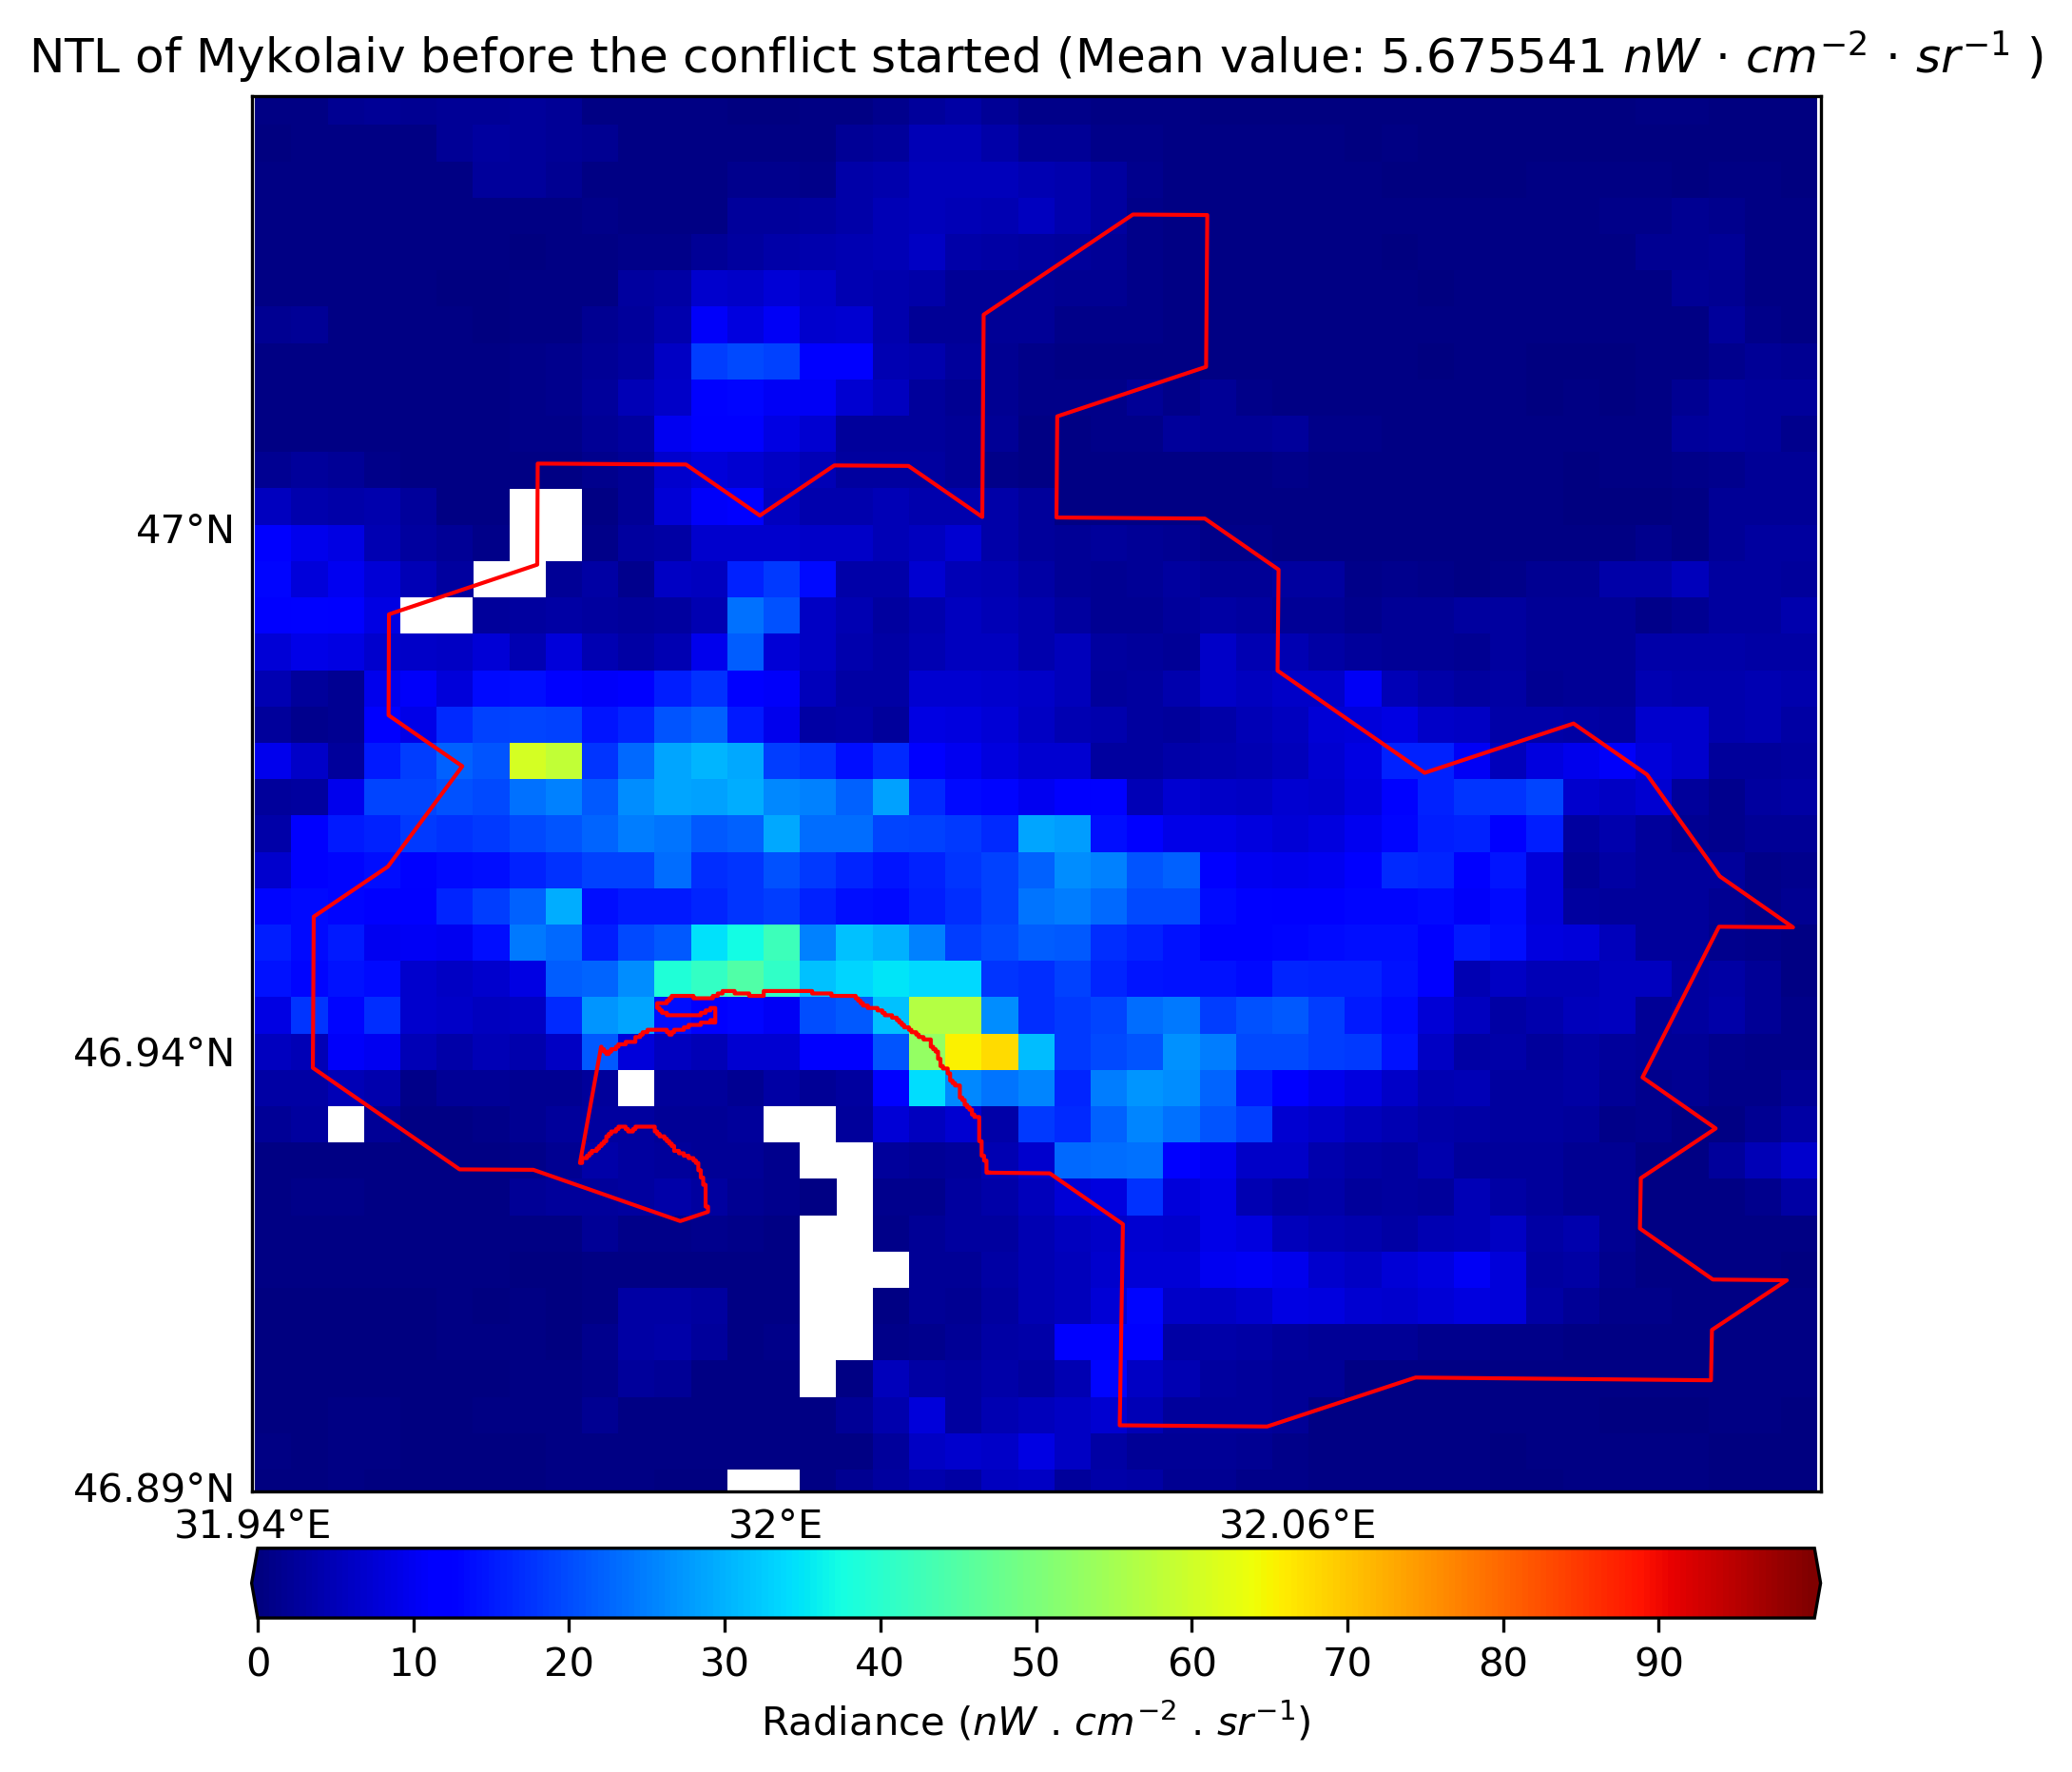 NTL of Mykolaiv before the conflict started (Mean value: 5.675541 nW · cm⁻² · sr⁻¹ )
47°N
46.94°N
46.89°N
31.94°E 32°E 32.06°E
0 10 20 30 40 50 60 70 80 90
Radiance (nW . cm⁻² . sr⁻¹)